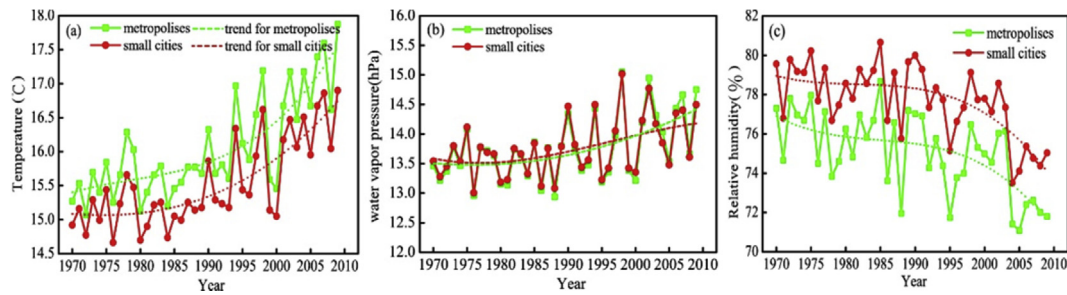 (a)
metropolises
trend for metropolises
small cities
trend for small cities
Temperature (℃)
18.0
17.5
17.0
16.5
16.0
15.5
15.0
14.5
1970 1975 1980 1985 1990 1995 2000 2005 2010
Year
(b)
metropolises
small cities
water vapor pressure(hPa)
16.0
15.5
15.0
14.5
14.0
13.5
13.0
12.5
12.0
1970 1975 1980 1985 1990 1995 2000 2005 2010
Year
(c)
metropolises
small cities
Relative humidity(%)
82
80
78
76
74
72
70
1970 1975 1980 1985 1990 1995 2000 2005 2010
Year